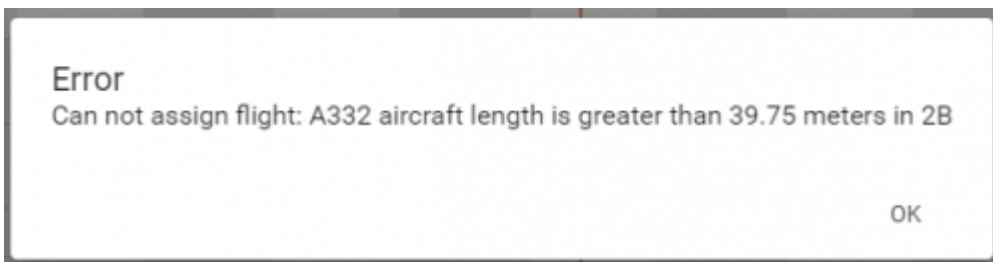 Error
Can not assign flight: A332 aircraft length is greater than 39.75 meters in 2B
OK